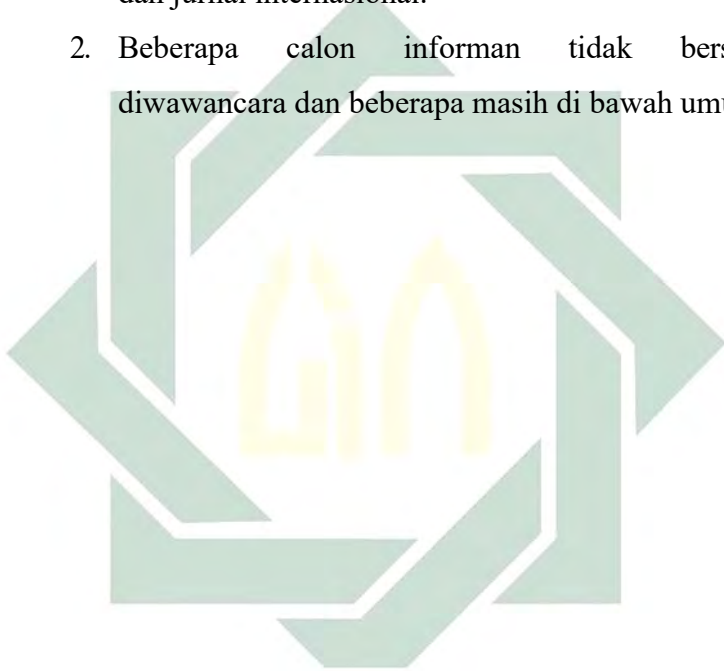 dan jurnal internasional.
2. Beberapa calon informan tidak
diwawancara dan beberapa masih di bawah